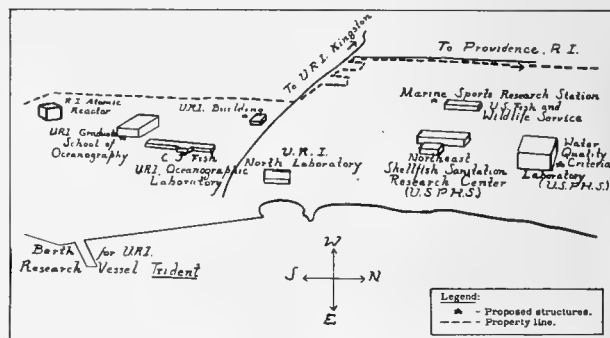 To URI. Kingston
To Providence, R. I.
R.I. Atomic
Reactor
URI. Building
Marine Sports Research Station
U.S. Fish and
Wildlife Service
URI Graduate
School of
Oceanography
C. J. Fish
URI. Oceanographic
Laboratory
U. R. I.
North Laboratory
Northeast
Shellfish Sanitation
Research Center
(U.S.P.H.S.)
Water
Quality
Criteria
Laboratory
(U.S.P.H.S.)
Berth for URI.
Research Vessel Trident
W
S
N
E
Legend:
- Proposed structures.
- Property line.